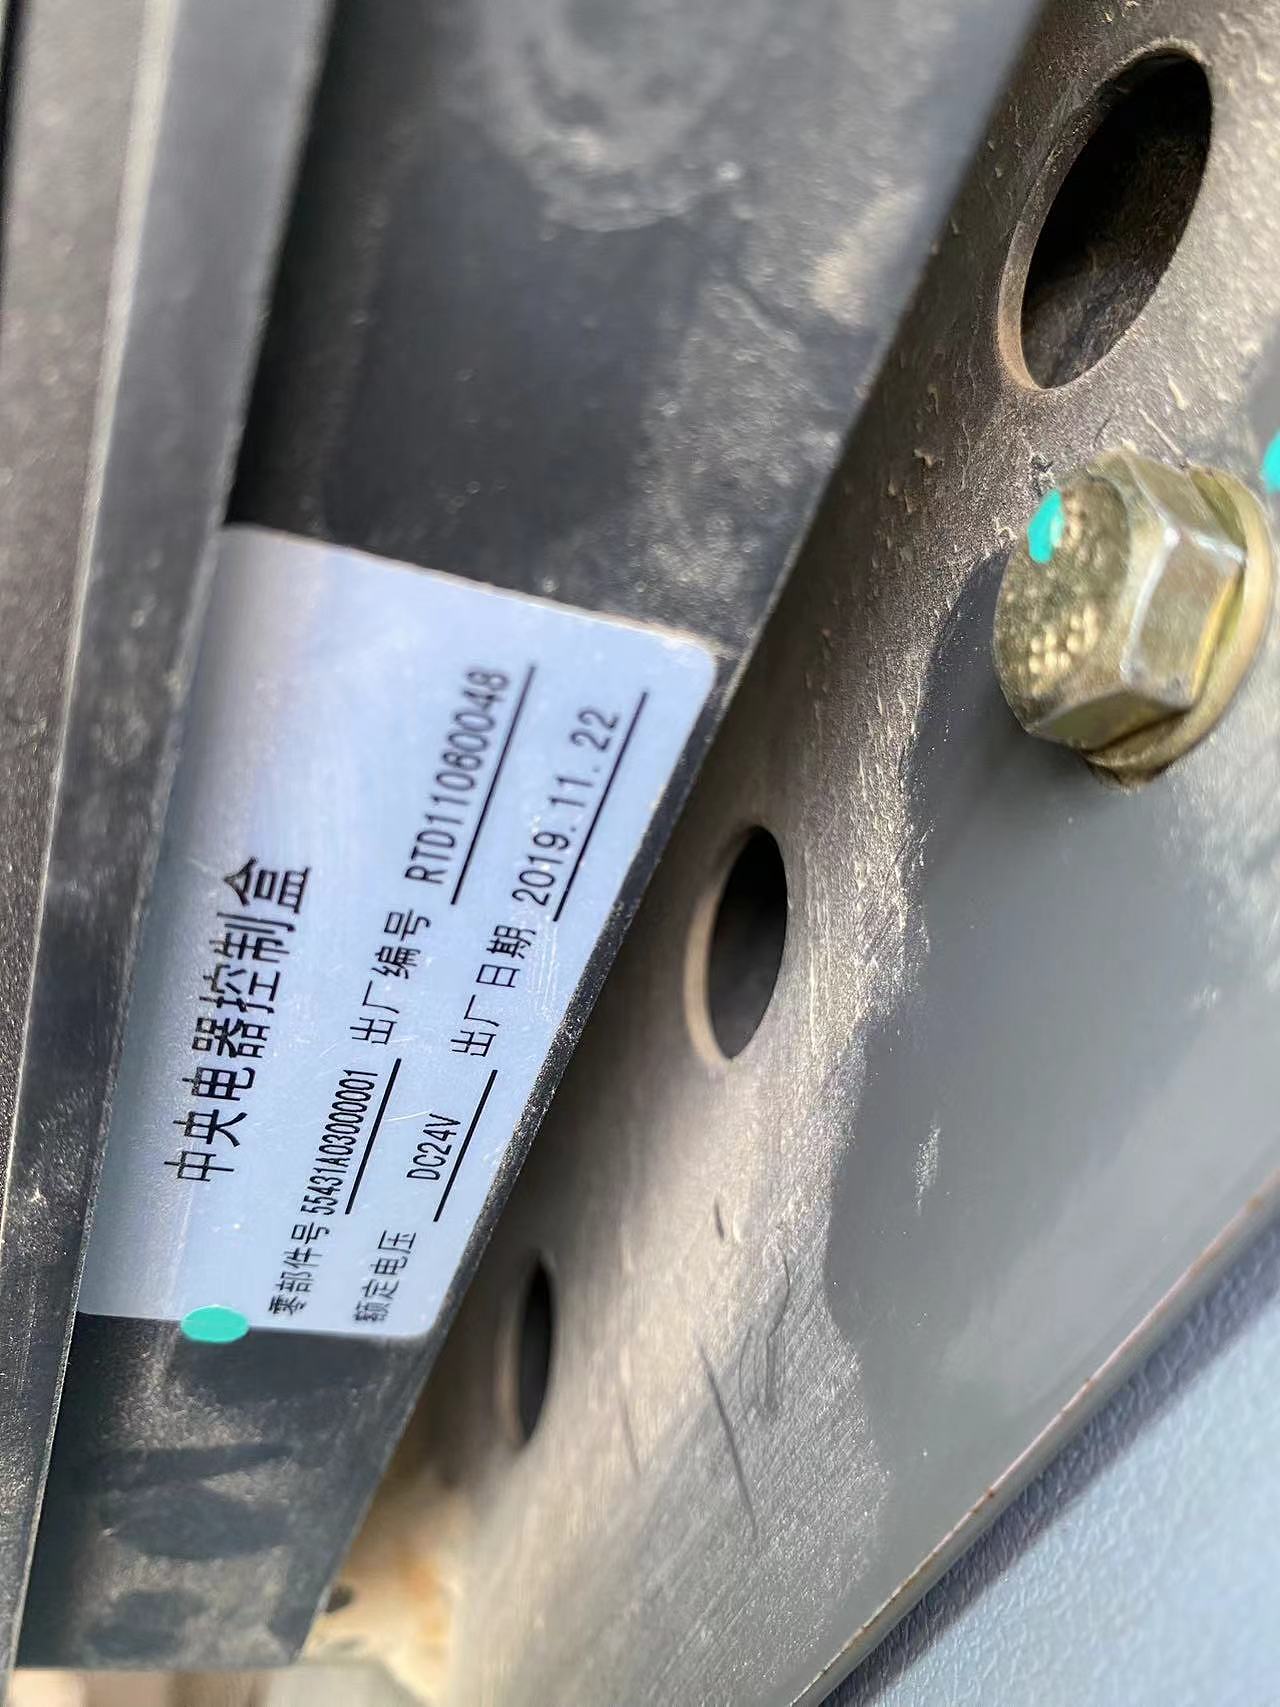 中央电器控制盒
零部件号 55431A03000001 出厂编号 RTD11060048
额定电压 DC24V 出厂日期 2019.11.22